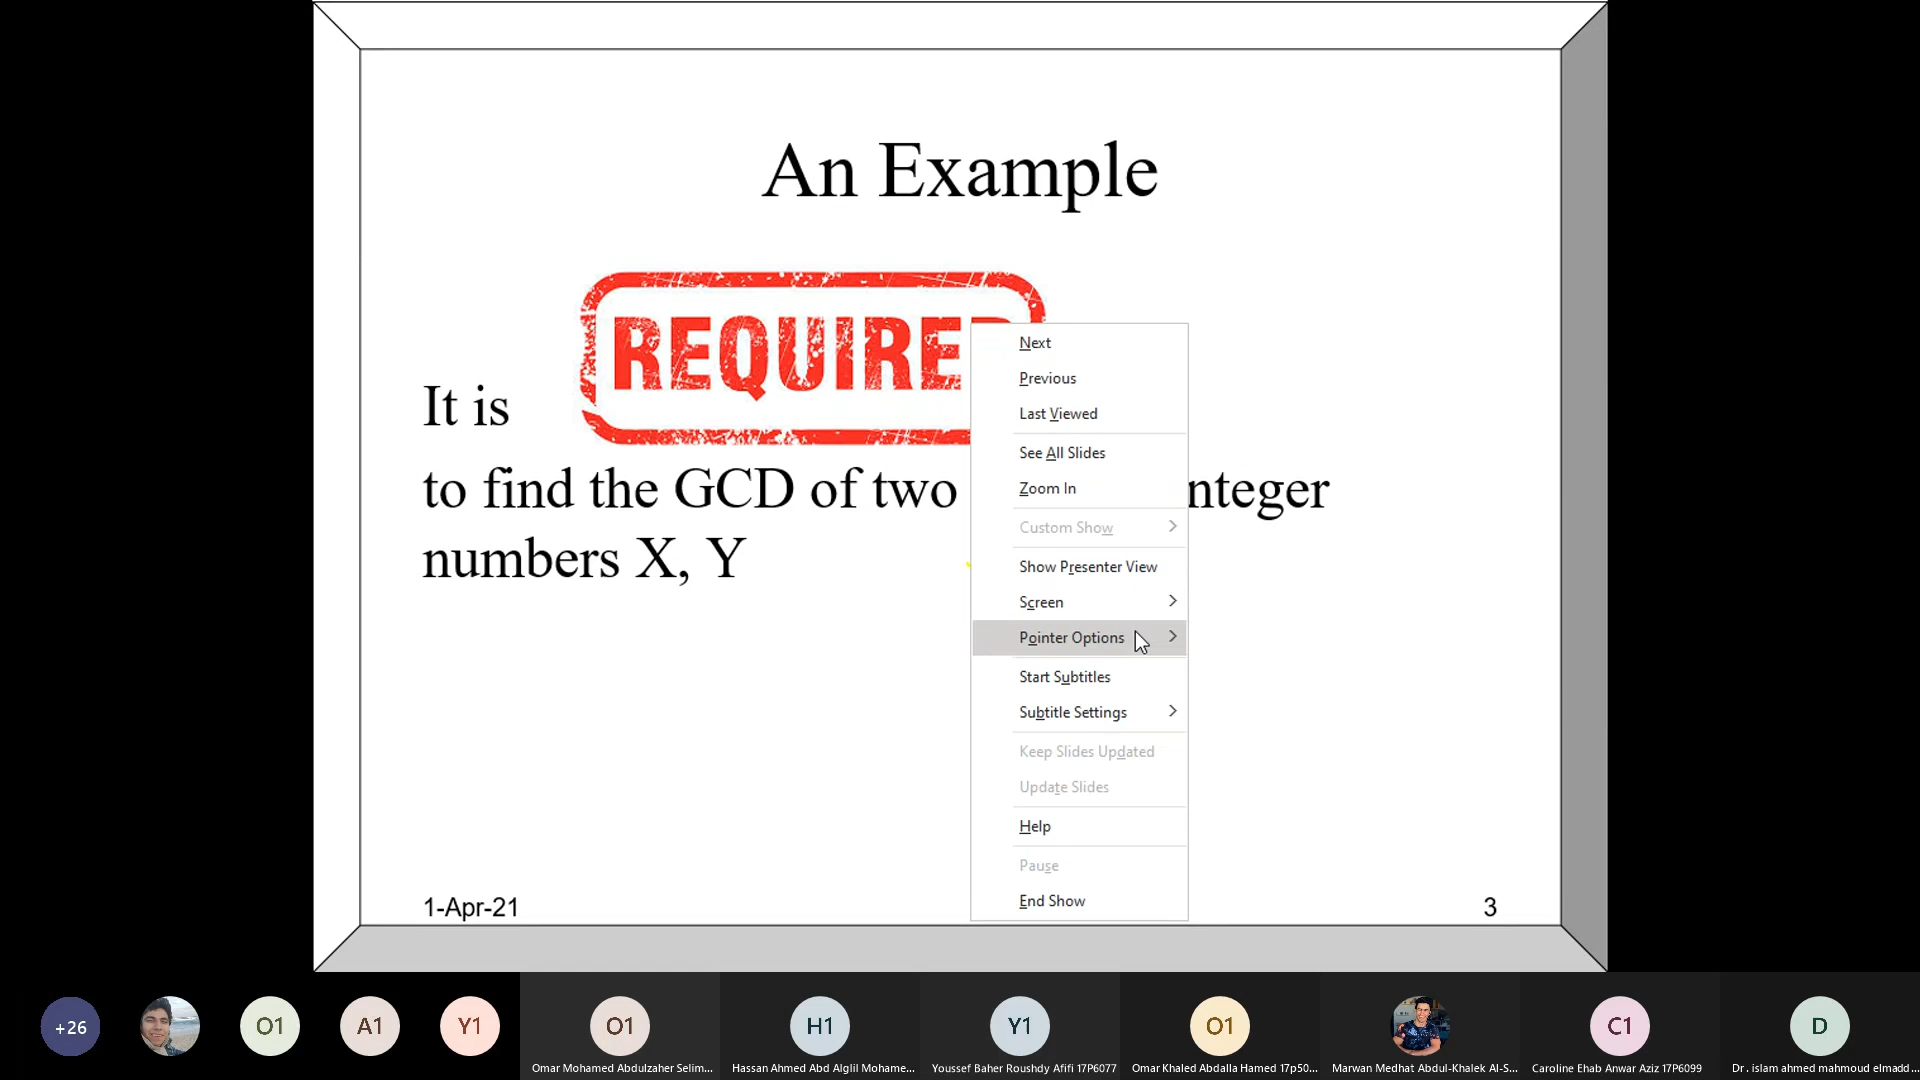 An Example
REQUIRE
It is
to find the GCD of two nteger
numbers X, Y
Next
Previous
Last Viewed
See All Slides
Zoom In
Custom Show
Show Presenter View
Screen
Pointer Options
Start Subtitles
Subtitle Settings
Keep Slides Updated
Update Slides
Help
Pause
End Show
1-Apr-21
3
+26
O1
A1
Y1
O1
H1
Y1
O1
C1
D
Omar Mohamed Abdulzaher Selim...
Hassan Ahmed Abd Alglil Mohame...
Youssef Baher Roushdy Afifi 17P6077
Omar Khaled Abdalla Hamed 17p50...
Marwan Medhat Abdul-Khalek Al-S...
Caroline Ehab Anwar Aziz 17P6099
Dr. islam ahmed mahmoud elmadd...